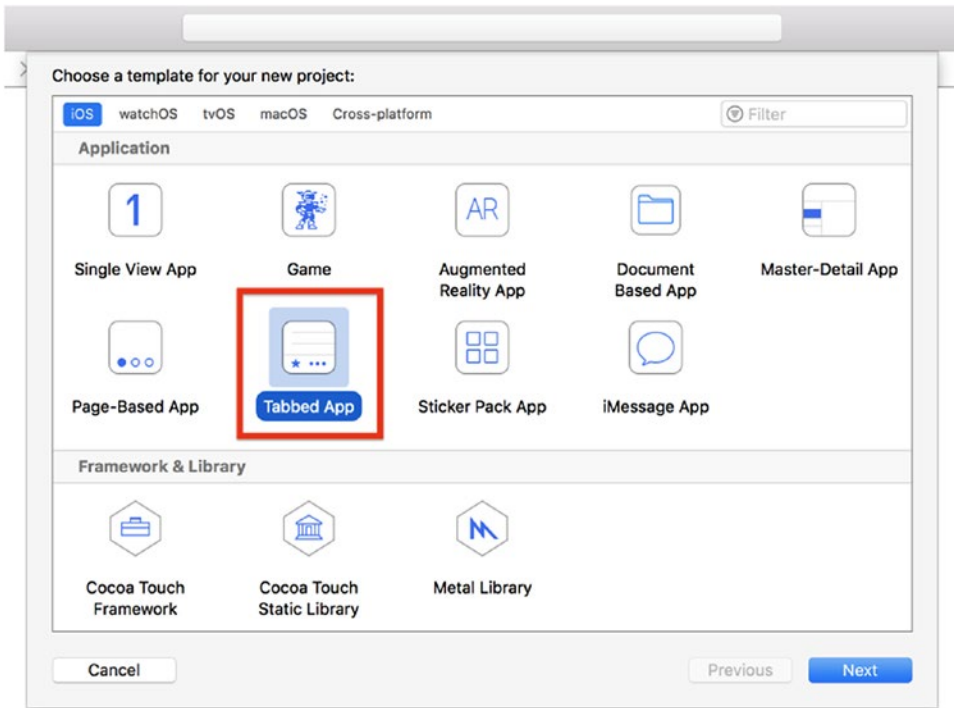 Choose a template for your new project:
iOS watchOS tvOS macOS Cross-platform Filter
Application
1 AR
Single View App Game Augmented Reality App Document Based App Master-Detail App
Page-Based App Tabbed App Sticker Pack App iMessage App
Framework & Library
Cocoa Touch Framework Cocoa Touch Static Library Metal Library
Cancel Previous Next